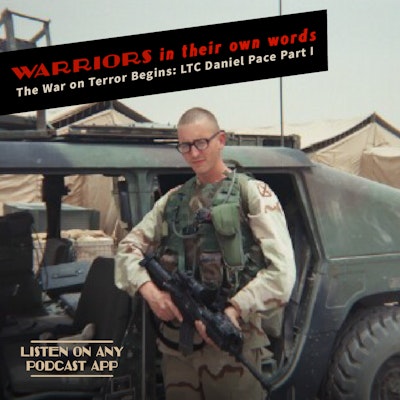 WARRIORS in their own words
The War on Terror Begins: LTC Daniel Pace Part I
LISTEN ON ANY
PODCAST APP